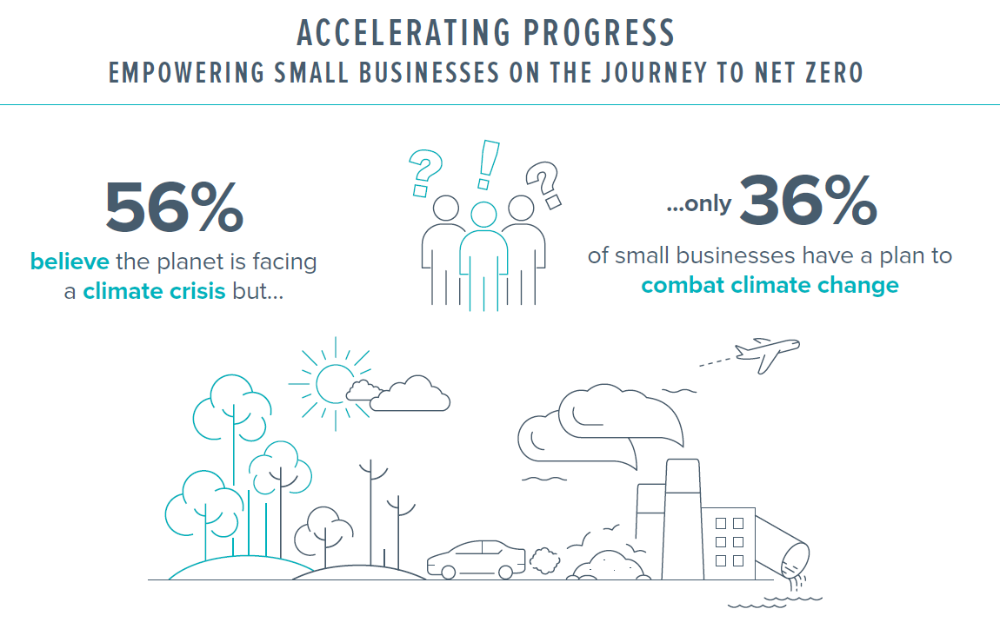 ACCELERATING PROGRESS
EMPOWERING SMALL BUSINESSES ON THE JOURNEY TO NET ZERO
56%
believe the planet is facing
a climate crisis but...
? ! ?
...only 36%
of small businesses have a plan to
combat climate change